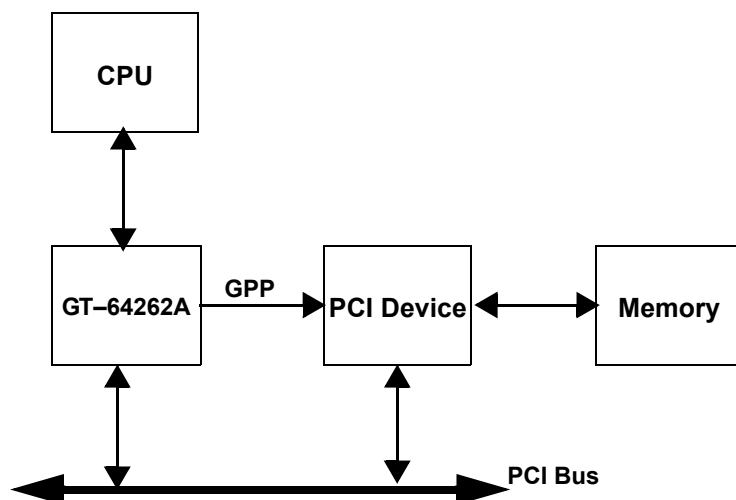 CPU
GT–64262A
GPP
PCI Device
Memory
PCI Bus